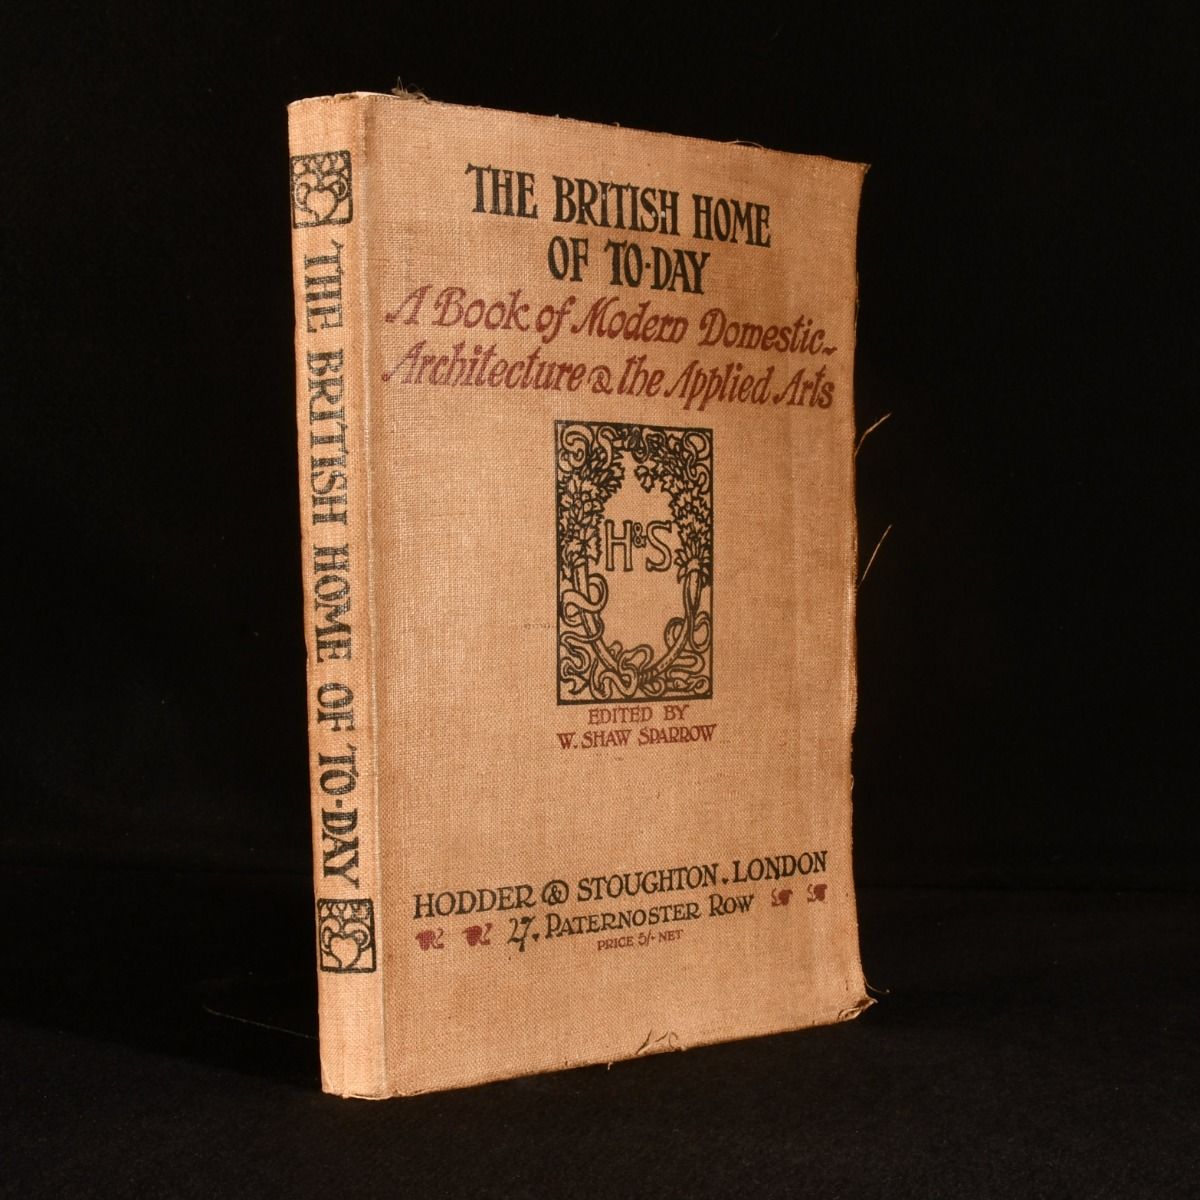 THE BRITISH HOME OF TO-DAY
THE BRITISH HOME
OF TO-DAY
A Book of Modern Domestic
Architecture & the Applied Arts
H&S
EDITED BY
W. SHAW SPARROW
HODDER & STOUGHTON. LONDON
27. PATERNOSTER ROW
PRICE 5/- NET